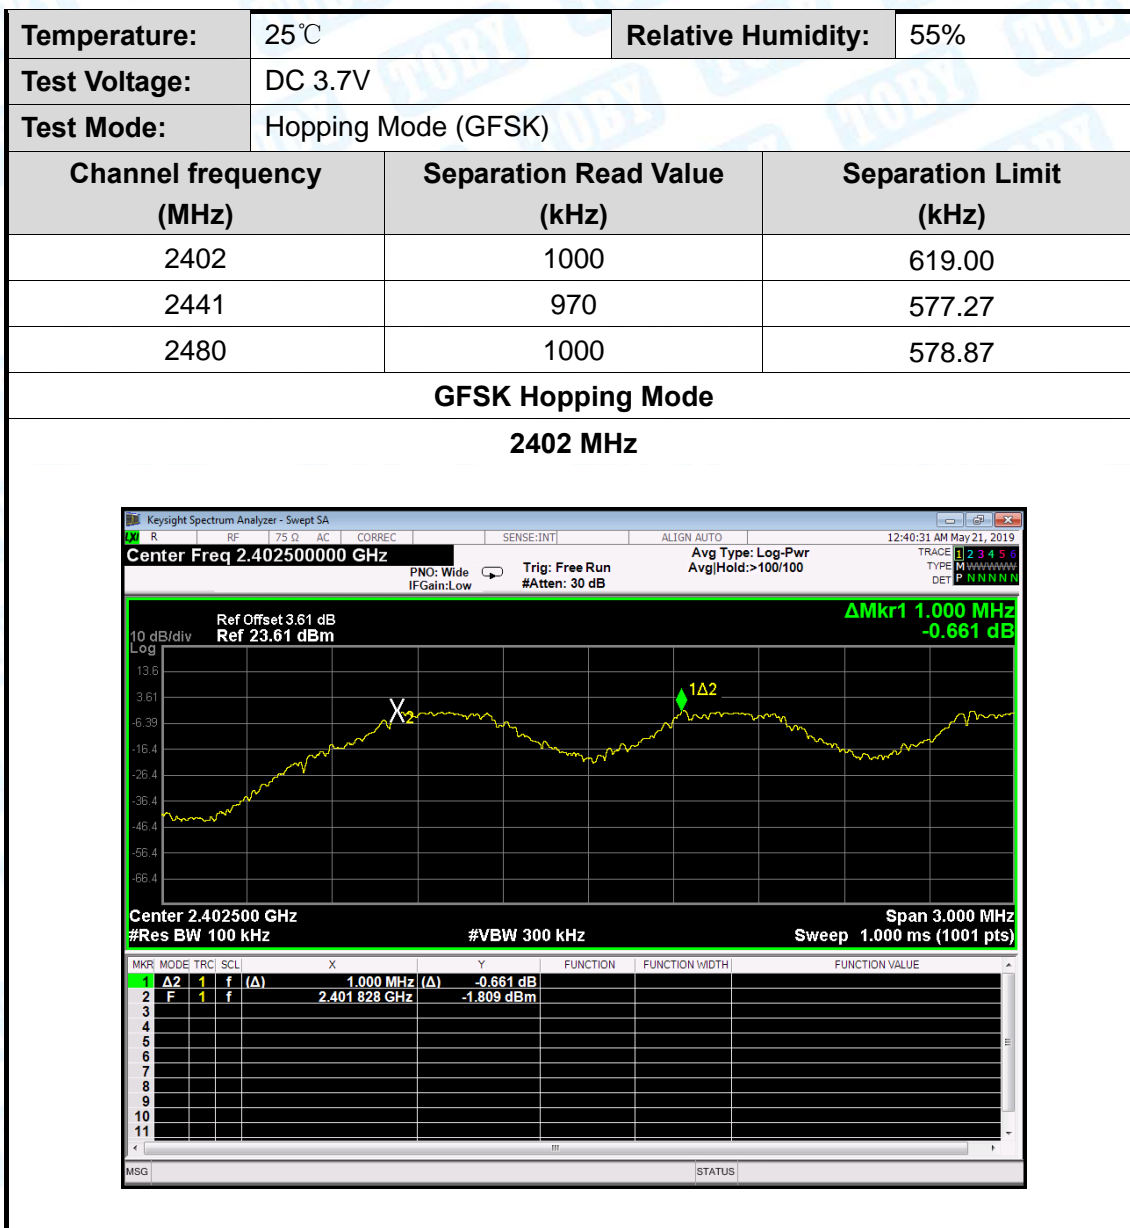 Temperature: 25℃ Relative Humidity: 55%
Test Voltage: DC 3.7V
Test Mode: Hopping Mode (GFSK)
Channel frequency (MHz) Separation Read Value (kHz) Separation Limit (kHz)
2402 1000 619.00
2441 970 577.27
2480 1000 578.87
GFSK Hopping Mode
2402 MHz
Keysight Spectrum Analyzer - Swept SA
LXI R RF 75 Ω AC CORREC SENSE:INT ALIGN AUTO 12:40:31 AM May 21, 2019
Center Freq 2.402500000 GHz
PNO: Wide
IFGain:Low
Trig: Free Run
#Atten: 30 dB
Avg Type: Log-Pwr
Avg|Hold:>100/100
TRACE 1 2 3 4 5 6
TYPE M WWWWW
DET P N N N N N
ΔMkr1 1.000 MHz
-0.661 dB
Ref Offset 3.61 dB
10 dB/div Ref 23.61 dBm
Log
13.6
3.61
-6.39
-16.4
-26.4
-36.4
-46.4
-56.4
-66.4
X2
1Δ2
Center 2.402500 GHz Span 3.000 MHz
#Res BW 100 kHz #VBW 300 kHz Sweep 1.000 ms (1001 pts)
MKR MODE TRC SCL X Y FUNCTION FUNCTION WIDTH FUNCTION VALUE
1 Δ2 1 f (Δ) 1.000 MHz (Δ) -0.661 dB
2 F 1 f 2.401 828 GHz -1.809 dBm
3
4
5
6
7
8
9
10
11
MSG STATUS
TOBY